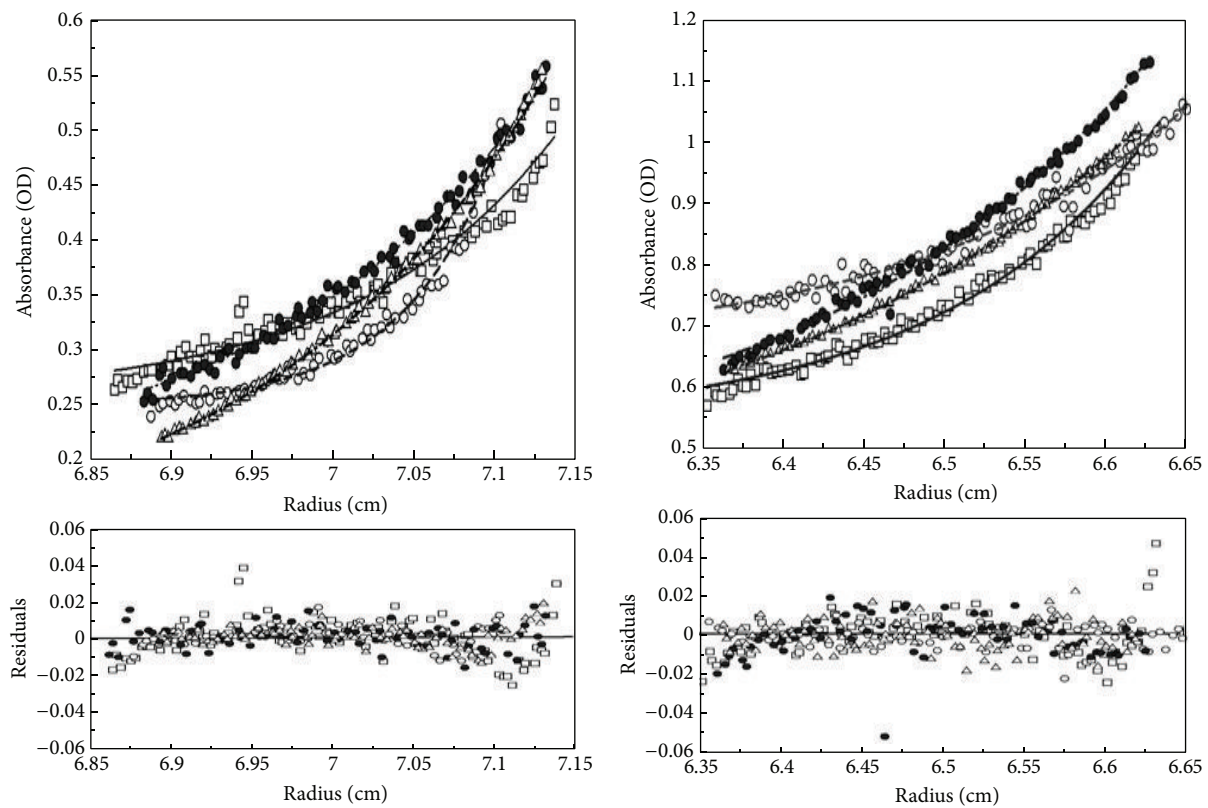 0.6
0.55
0.5
0.45
0.4
0.35
0.3
0.25
0.2
Absorbance (OD)
6.85 6.9 6.95 7 7.05 7.1 7.15
Radius (cm)
1.2
1.1
1
0.9
0.8
0.7
0.6
0.5
Absorbance (OD)
6.35 6.4 6.45 6.5 6.55 6.6 6.65
Radius (cm)
0.06
0.04
0.02
0
−0.02
−0.04
−0.06
Residuals
6.85 6.9 6.95 7 7.05 7.1 7.15
Radius (cm)
0.06
0.04
0.02
0
−0.02
−0.04
−0.06
Residuals
6.35 6.4 6.45 6.5 6.55 6.6 6.65
Radius (cm)